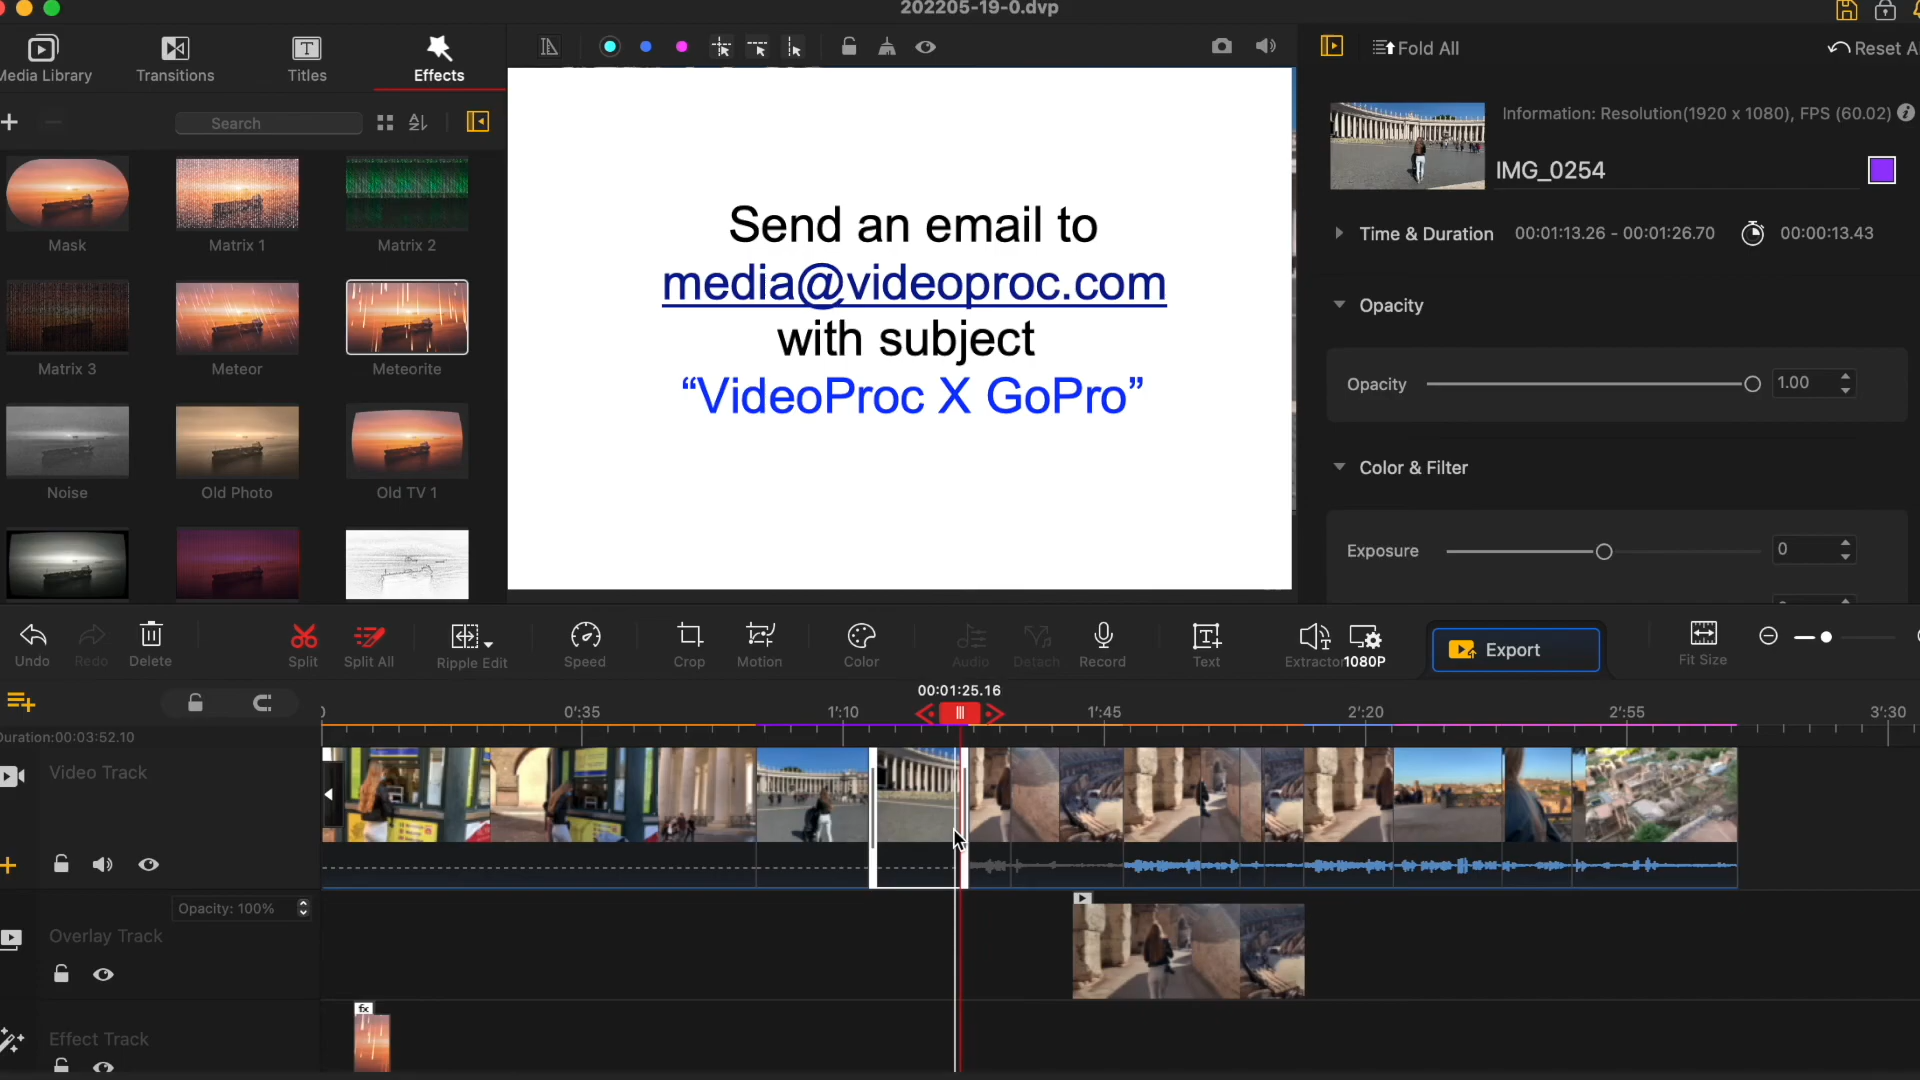 202205-19-0.dvp
Media Library
Transitions
Titles
Effects
Fold All
Reset
Search
Information: Resolution(1920 x 1080), FPS (60.02)
IMG_0254
Time & Duration 00:01:13.26 - 00:01:26.70 00:00:13.43
Mask
Matrix 1
Matrix 2
Send an email to
media@videoproc.com
with subject
“VideoProc X GoPro”
Opacity
Matrix 3
Meteor
Meteorite
Opacity 1.00
Color & Filter
Noise
Old Photo
Old TV 1
Exposure 0
Undo
Redo
Delete
Split
Split All
Ripple Edit
Speed
Crop
Motion
Color
Audio
Detach
Record
Text
Extractor
1080P
Export
Fit Size
00:01:25.16
0':35
1':10
1':45
2':20
2':55
3':30
Duration:00:03:52.10
Video Track
Opacity: 100%
Overlay Track
fx
Effect Track